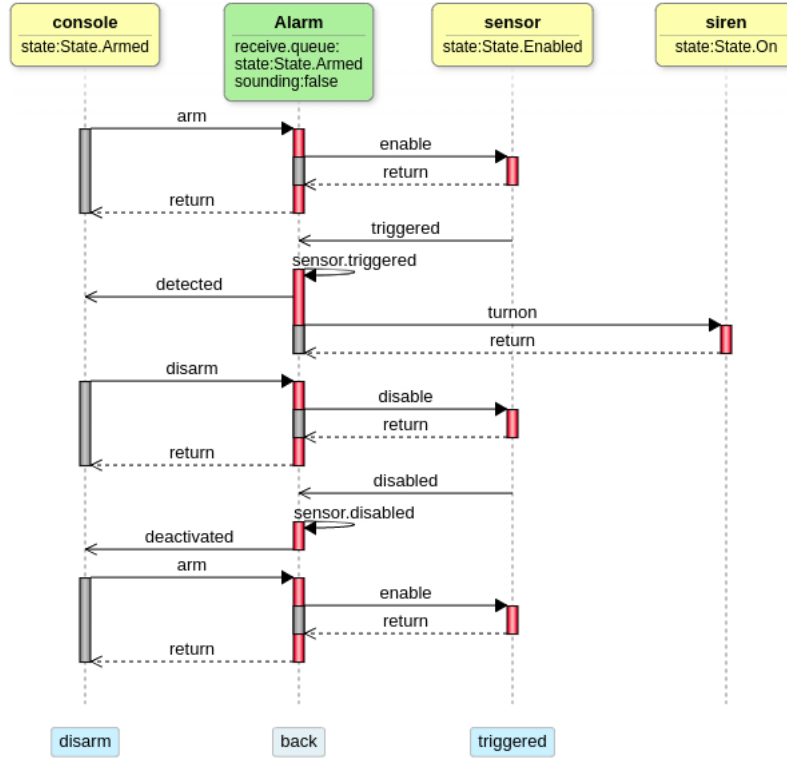 console
state:State.Armed
Alarm
receive.queue:
state:State.Armed
sounding:false
sensor
state:State.Enabled
siren
state:State.On
arm
enable
return
return
triggered
sensor.triggered
detected
turnon
return
disarm
disable
return
return
disabled
sensor.disabled
deactivated
arm
enable
return
return
disarm
back
triggered